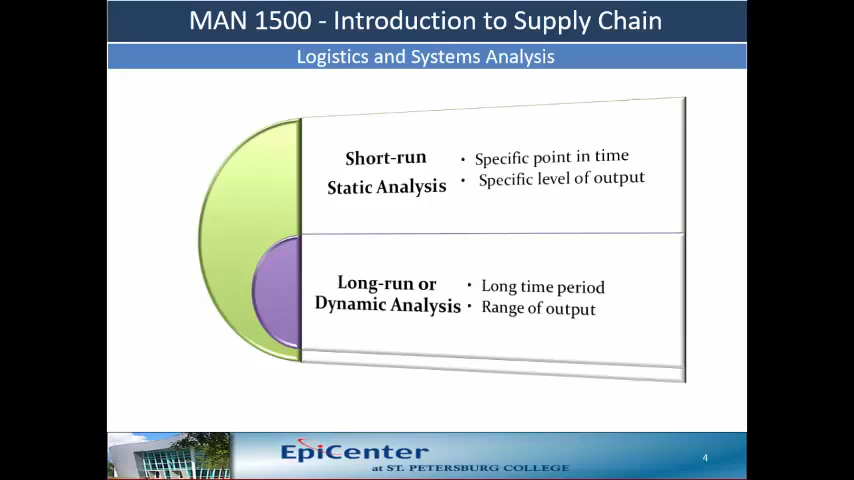 MAN 1500 - Introduction to Supply Chain
Logistics and Systems Analysis
Short-run
Static Analysis
• Specific point in time
• Specific level of output
Long-run or
Dynamic Analysis
• Long time period
• Range of output
EpiCenter
at ST. PETERSBURG COLLEGE
4